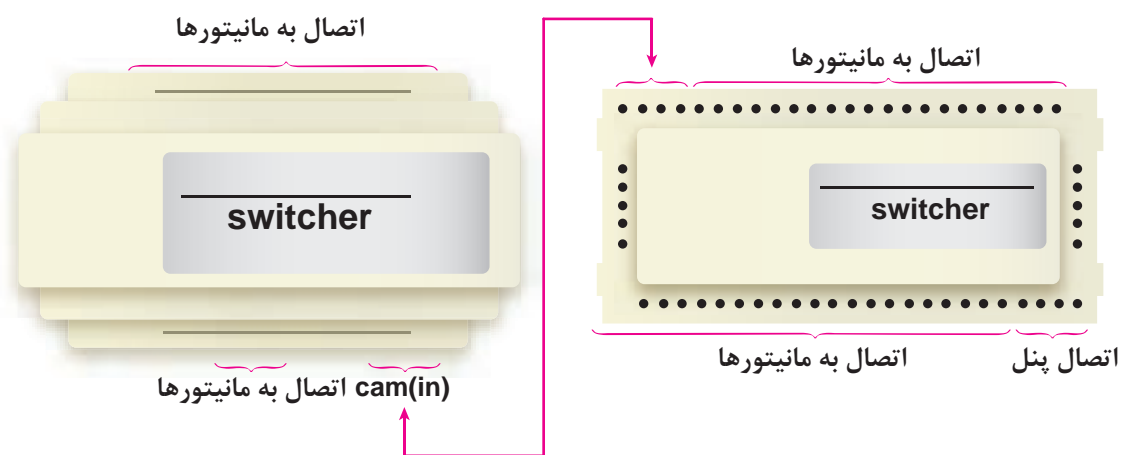 اتصال به مانیتورها
اتصال به مانیتورها
switcher
switcher
اتصال به مانیتورها cam(in)
اتصال به مانیتورها
اتصال پنل